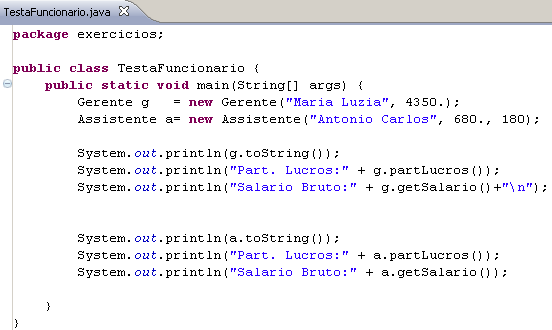 TestaFuncionario.java
package exercicios;
public class TestaFuncionario {
public static void main(String[] args) {
Gerente g   = new Gerente("Maria Luzia", 4350.);
Assistente a= new Assistente("Antonio Carlos", 680., 180);
System.out.println(g.toString());
System.out.println("Part. Lucros:" + g.partLucros());
System.out.println("Salario Bruto:" + g.getSalario()+"\n");
System.out.println(a.toString());
System.out.println("Part. Lucros:" + a.partLucros());
System.out.println("Salario Bruto:" + a.getSalario());
}
}